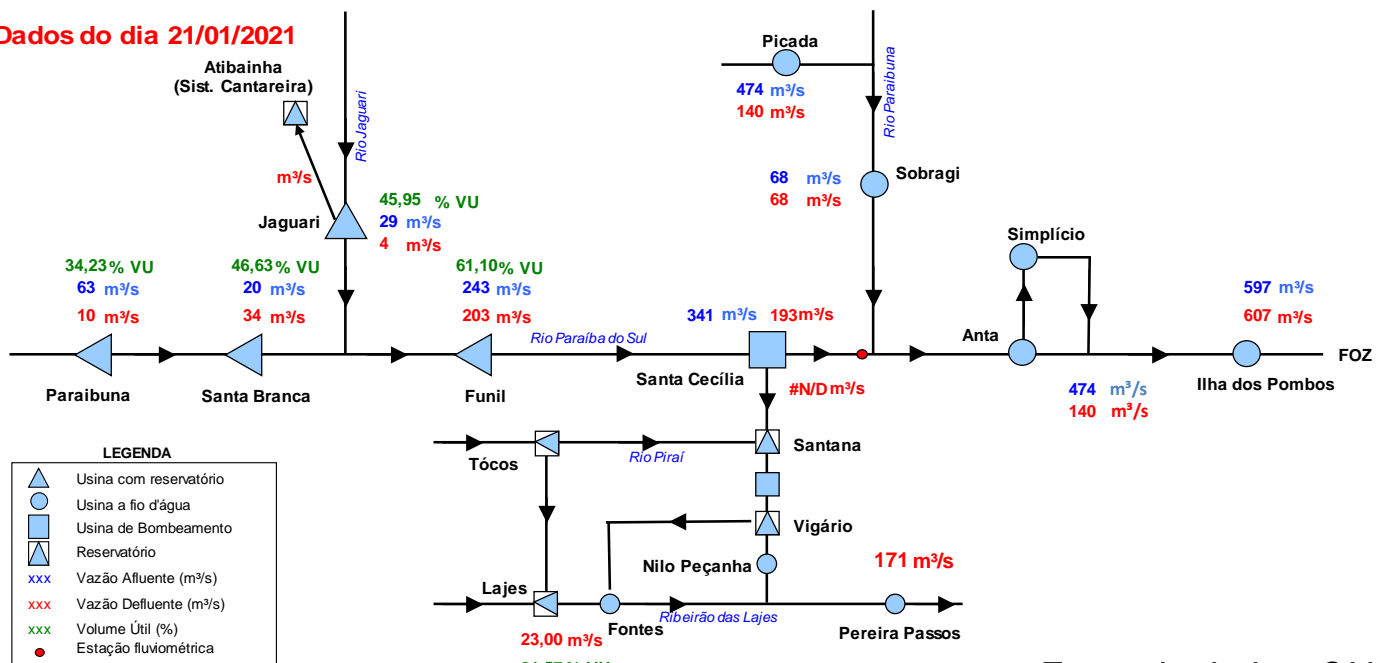 Dados do dia 21/01/2021
Atibainha
(Sist. Cantareira)
Rio Jaguari
m³/s
Jaguari
45,95 % VU
29 m³/s
4 m³/s
Picada
474 m³/s
140 m³/s
Rio Paraibuna
68 m³/s
68 m³/s
Sobragi
34,23% VU
63 m³/s
10 m³/s
Paraibuna
46,63% VU
20 m³/s
34 m³/s
Santa Branca
61,10% VU
243 m³/s
203 m³/s
Funil
Rio Paraíba do Sul
341 m³/s 193m³/s
Santa Cecília
#N/D m³/s
Simplício
Anta
474 m³/s
140 m³/s
597 m³/s
607 m³/s
Ilha dos Pombos
FOZ
Tócos
Rio Piraí
Santana
Vigário
Nilo Peçanha
171 m³/s
Lajes
Fontes
Ribeirão das Lajes
Pereira Passos
23,00 m³/s
LEGENDA
Usina com reservatório
Usina a fio d'água
Usina de Bombeamento
Reservatório
xxx Vazão Afluente (m³/s)
xxx Vazão Defluente (m³/s)
xxx Volume Útil (%)
Estação fluviométrica